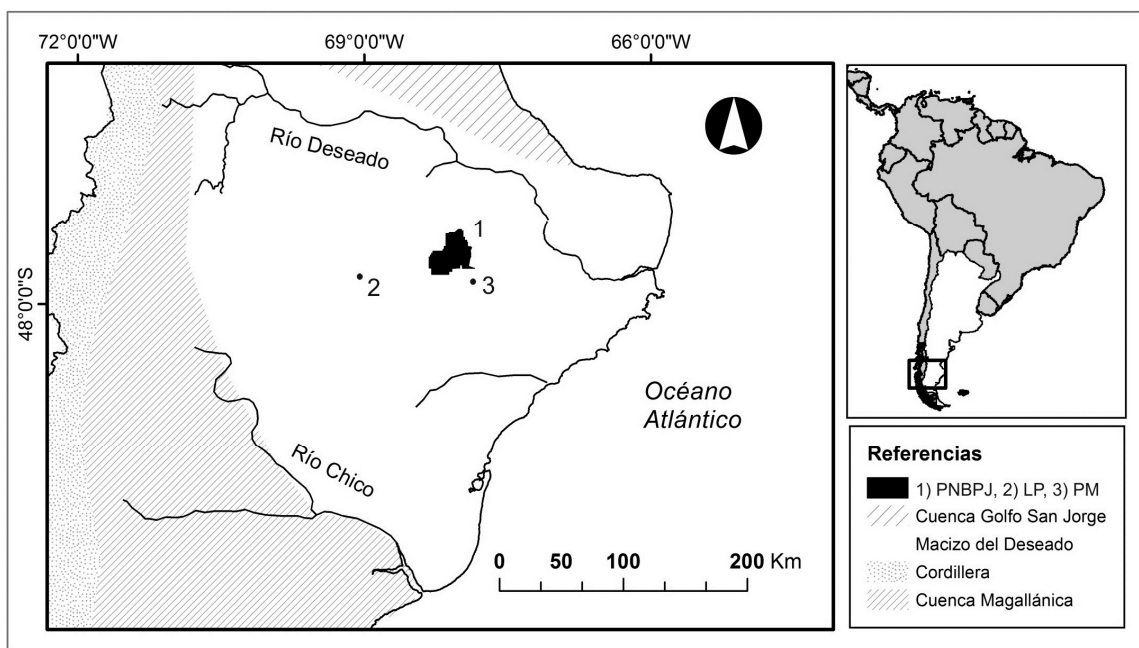 72°0'0"W
69°0'0"W
66°0'0"W
48°0'0"S
Río Deseado
1
2
3
Océano
Atlántico
Río Chico
0 50 100 200 Km
Referencias
1) PNBPJ, 2) LP, 3) PM
Cuenca Golfo San Jorge
Macizo del Deseado
Cordillera
Cuenca Magallánica